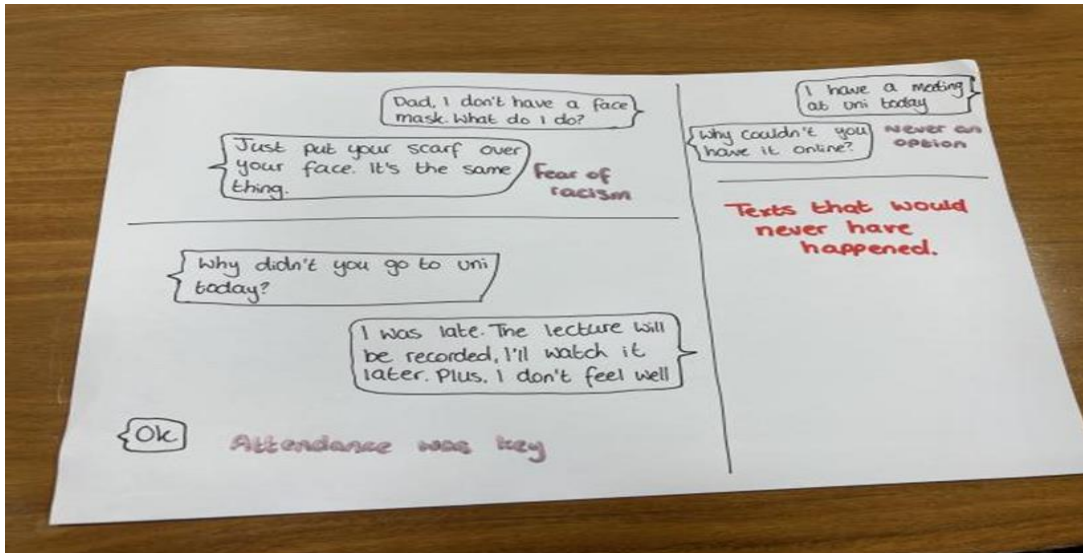 Dad, I don't have a face
mask. What do I do?
Just put your scarf over
your face. It's the same
thing.
Fear of
racism
Why didn't you go to uni
today?
I was late. The lecture will
be recorded, I'll watch it
later. Plus, I don't feel well
Ok
Attendance was key
I have a meeting
at uni today
Why couldn't you
have it online?
Never an
option
Texts that would
never have
happened.